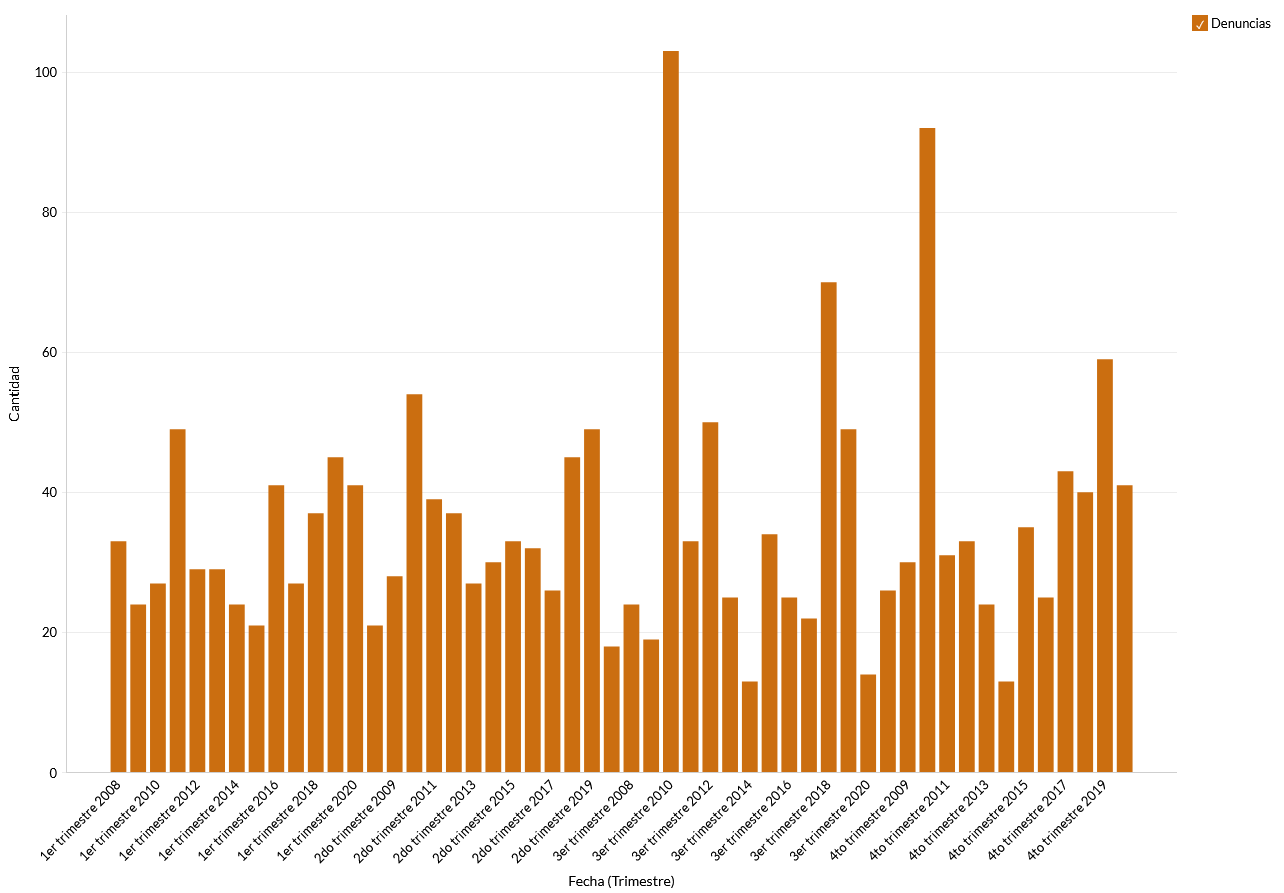 Denuncias
Cantidad
100
80
60
40
20
0
1er trimestre 2008
1er trimestre 2010
1er trimestre 2012
1er trimestre 2014
1er trimestre 2016
1er trimestre 2018
1er trimestre 2020
2do trimestre 2009
2do trimestre 2011
2do trimestre 2013
2do trimestre 2015
2do trimestre 2017
2do trimestre 2019
3er trimestre 2008
3er trimestre 2010
3er trimestre 2012
3er trimestre 2014
3er trimestre 2016
3er trimestre 2018
3er trimestre 2020
4to trimestre 2009
4to trimestre 2011
4to trimestre 2013
4to trimestre 2015
4to trimestre 2017
4to trimestre 2019
Fecha (Trimestre)